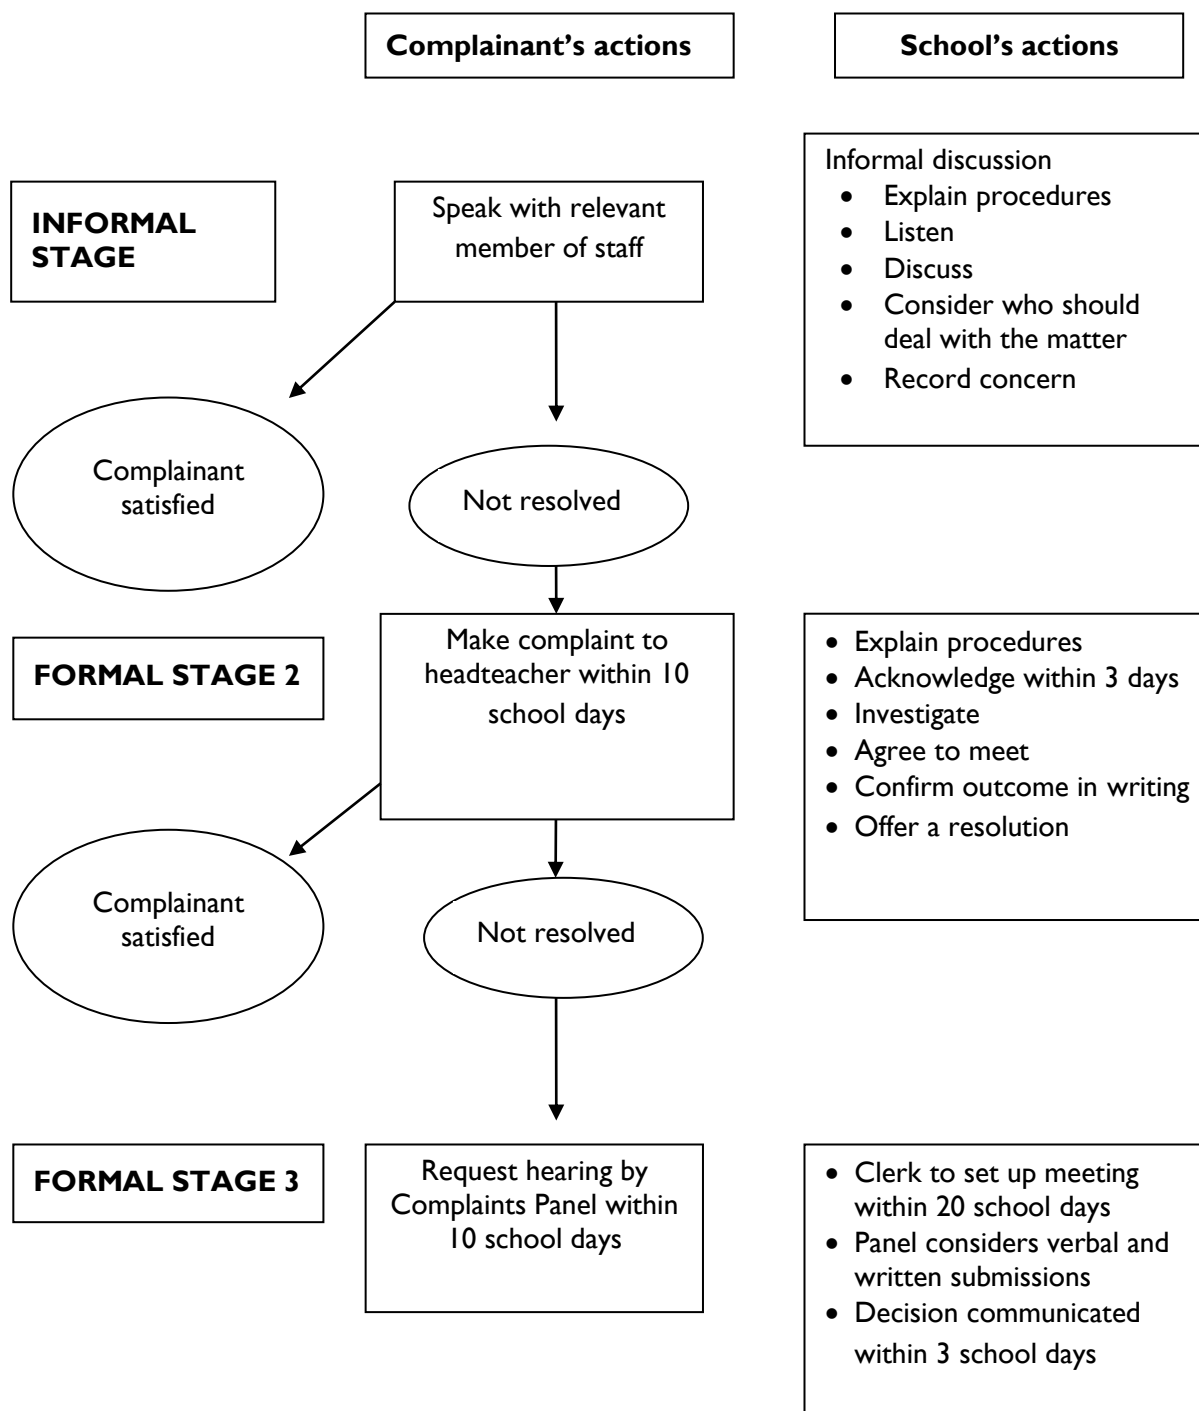 Complainant’s actions
School’s actions
INFORMAL
STAGE
Speak with relevant
member of staff
Informal discussion
• Explain procedures
• Listen
• Discuss
• Consider who should
deal with the matter
• Record concern
Complainant
satisfied
Not resolved
FORMAL STAGE 2
Make complaint to
headteacher within 10
school days
• Explain procedures
• Acknowledge within 3 days
• Investigate
• Agree to meet
• Confirm outcome in writing
• Offer a resolution
Complainant
satisfied
Not resolved
FORMAL STAGE 3
Request hearing by
Complaints Panel within
10 school days
• Clerk to set up meeting
within 20 school days
• Panel considers verbal and
written submissions
• Decision communicated
within 3 school days